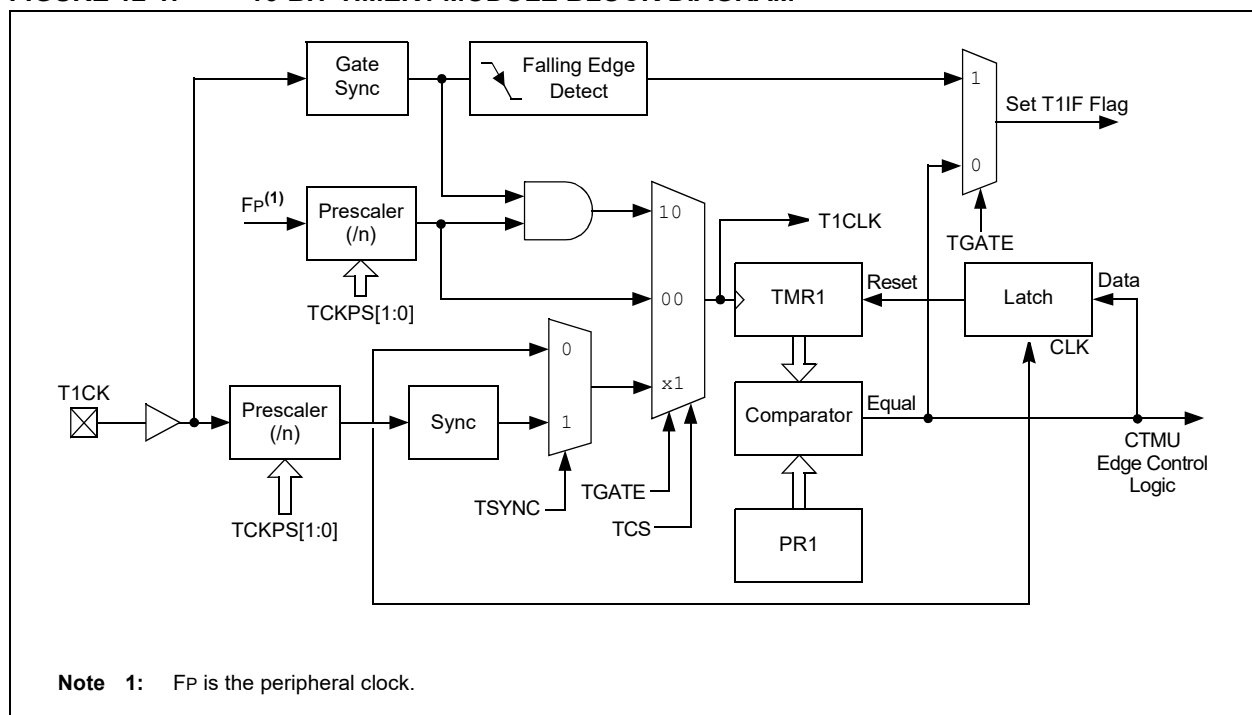 Gate
Sync
Falling Edge
Detect
1
Set T1IF Flag
0
TGATE
FP(1)
Prescaler
(/n)
TCKPS[1:0]
10
00
x1
T1CLK
TMR1
Reset
Latch
Data
CLK
0
1
T1CK
Prescaler
(/n)
TCKPS[1:0]
Sync
TSYNC
TGATE
TCS
Comparator
Equal
PR1
CTMU
Edge Control
Logic
Note 1: FP is the peripheral clock.